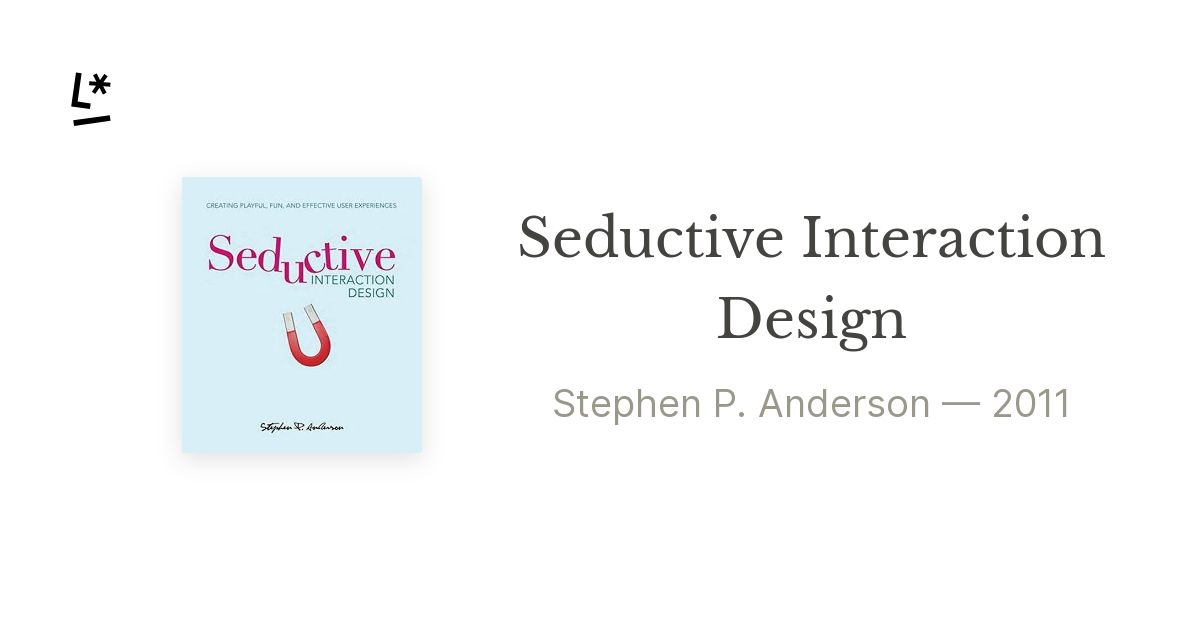 L*
CREATING PLAYFUL, FUN, AND EFFECTIVE USER EXPERIENCES
Seductive
INTERACTION
DESIGN
Stephen P. Anderson
Seductive Interaction
Design
Stephen P. Anderson — 2011